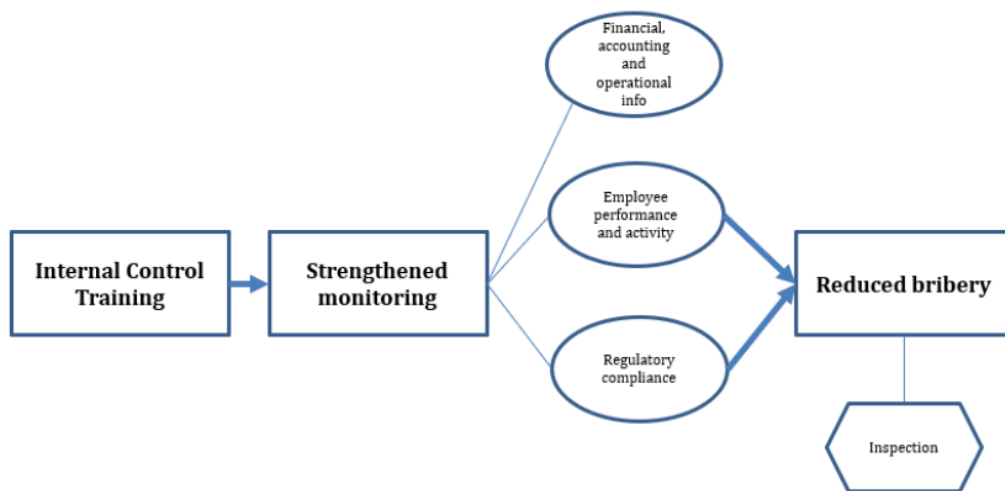 Financial,
accounting
and
operational
info
Employee
performance
and activity
Internal Control
Training
Strengthened
monitoring
Reduced bribery
Regulatory
compliance
Inspection